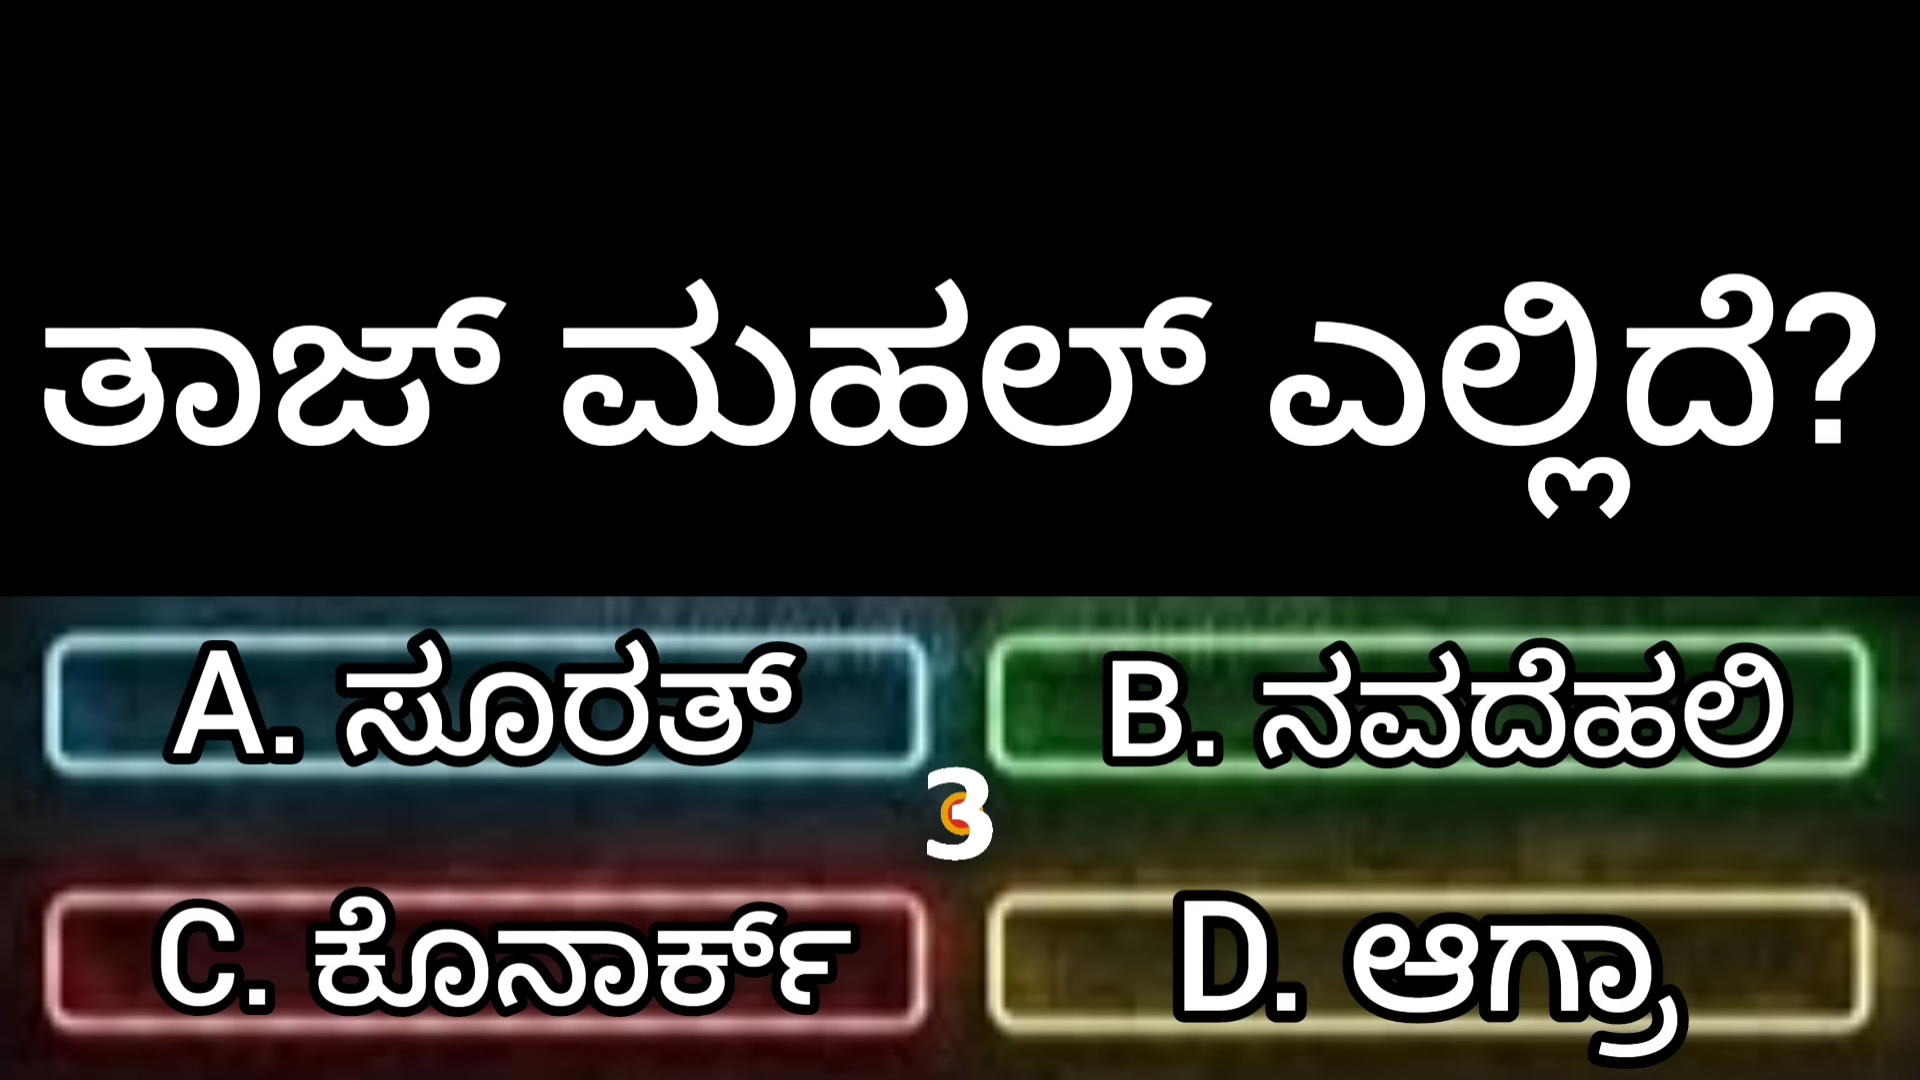 ತಾಜ್ ಮಹಲ್ ಎಲ್ಲಿದೆ?
A. ಸೂರತ್
B. ನವದೆಹಲಿ
3
C. ಕೊನಾರ್ಕ್
D. ಆಗ್ರಾ